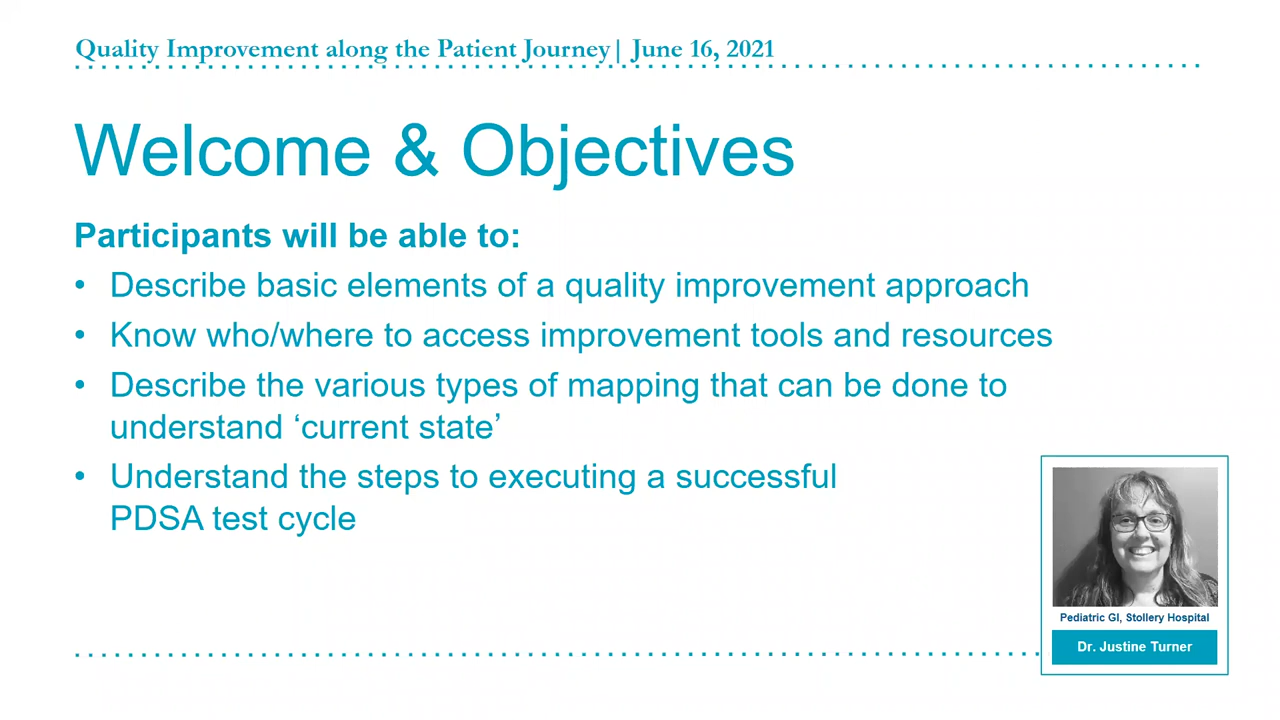 Quality Improvement along the Patient Journey| June 16, 2021
Welcome & Objectives
Participants will be able to:
• Describe basic elements of a quality improvement approach
• Know who/where to access improvement tools and resources
• Describe the various types of mapping that can be done to
understand ‘current state’
• Understand the steps to executing a successful
PDSA test cycle
Pediatric GI, Stollery Hospital
Dr. Justine Turner